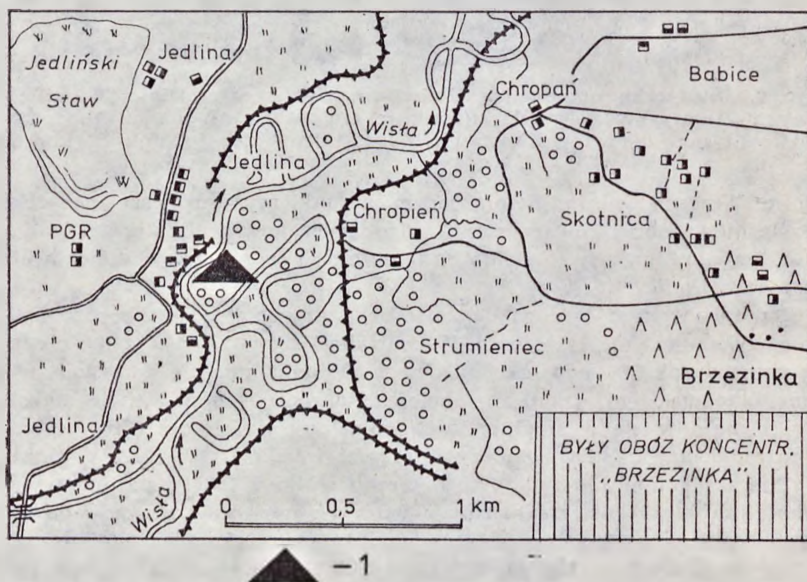 Jedliński
Staw
Jedlina
Chropań
Babice
Wisła
Jedlina
PGR
Chropień
Skotnica
Strumieniec
Brzezinka
Jedlina
Wisła
BYŁY OBÓZ KONCENTR.
„BRZEZINKA"
0 0,5 1 km
–1